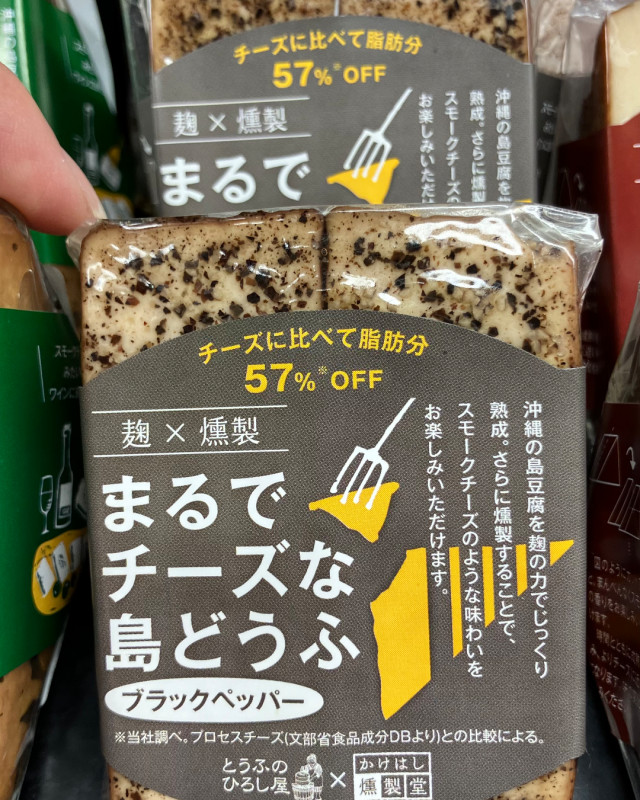 チーズに比べて脂肪分
57%※OFF
麹×燻製
まるで
沖縄の島豆腐を
熟成。さらに燻製
スモークチーズの
お楽しみいただけ
チーズに比べて脂肪分
57%※OFF
麹×燻製
まるで
チーズな
島どうふ
ブラックペッパー
沖縄の島豆腐を麹の力でじっくり
熟成。さらに燻製することで、
スモークチーズのような味わいを
お楽しみいただけます。
※当社調べ。プロセスチーズ(文部省食品成分DBより)との比較による。
とうふの
ひろし屋
×
かけはし
燻製堂